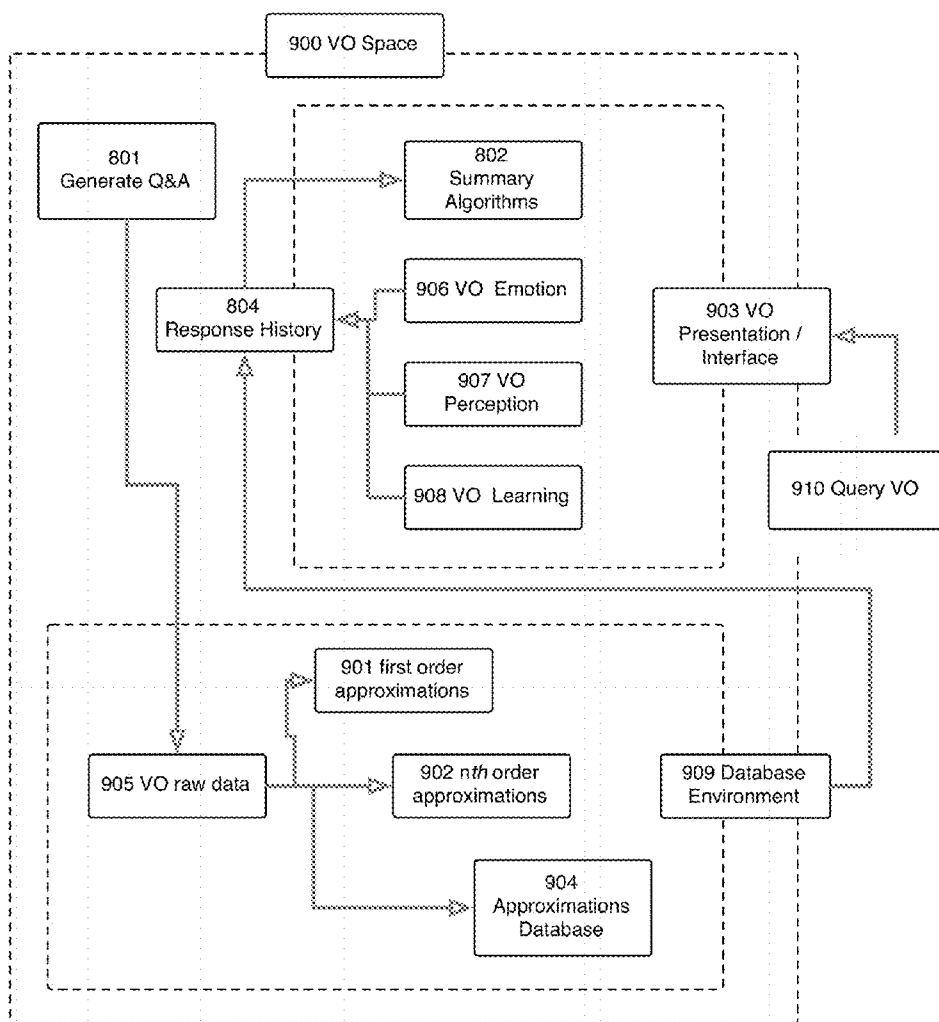 900 VO Space
801
Generate Q&A
802
Summary
Algorithms
906 VO Emotion
804
Response History
903 VO
Presentation /
Interface
907 VO
Perception
908 VO Learning
910 Query VO
901 first order
approximations
905 VO raw data
902 nth order
approximations
909 Database
Environment
904
Approximations
Database